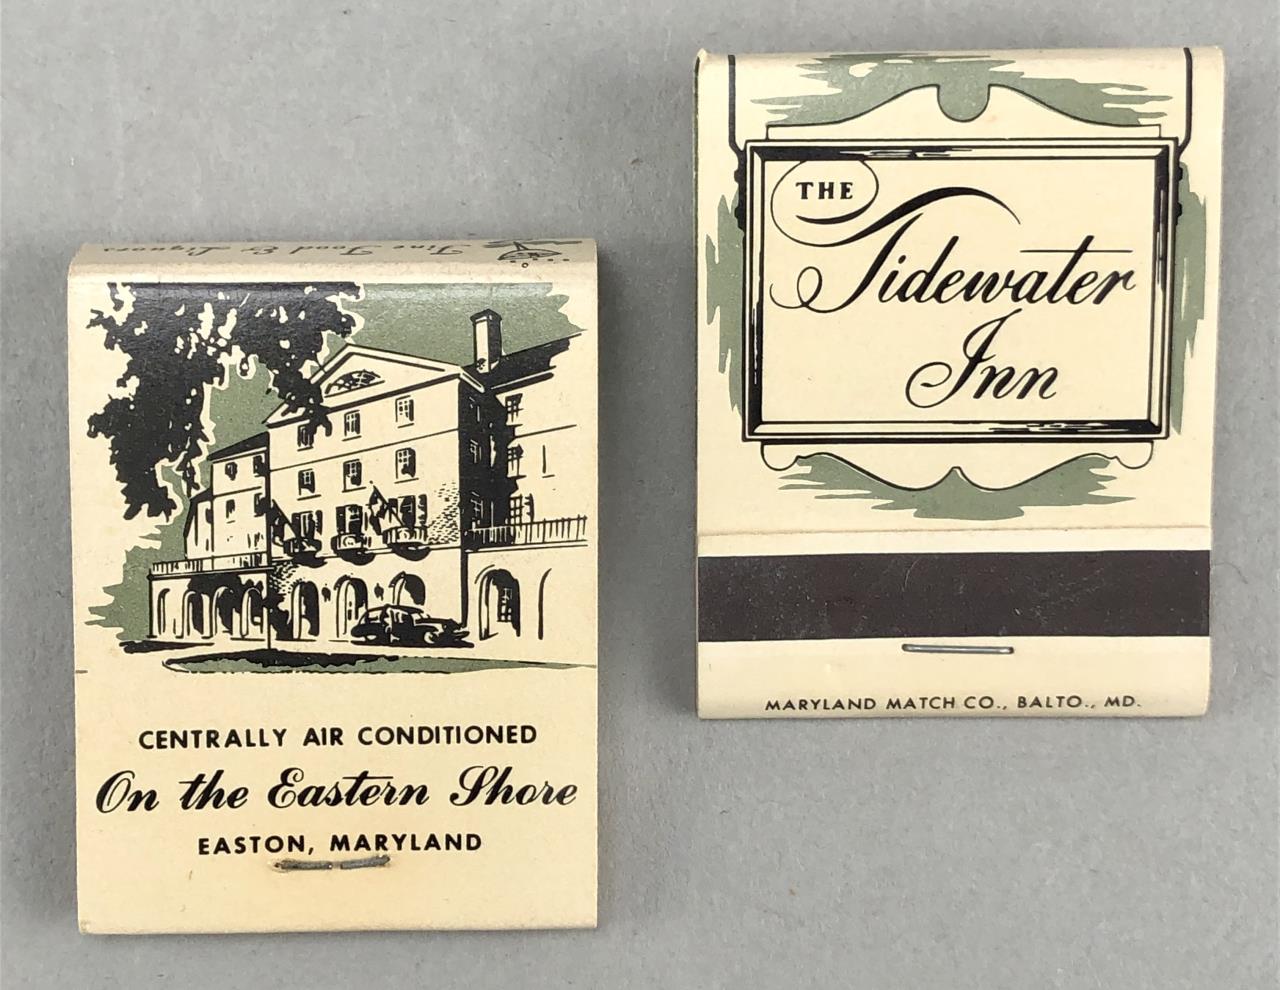 Fine Food & Liquors
CENTRALLY AIR CONDITIONED
On the Eastern Shore
EASTON, MARYLAND
THE
Tidewater
Inn
MARYLAND MATCH CO., BALTO., MD.